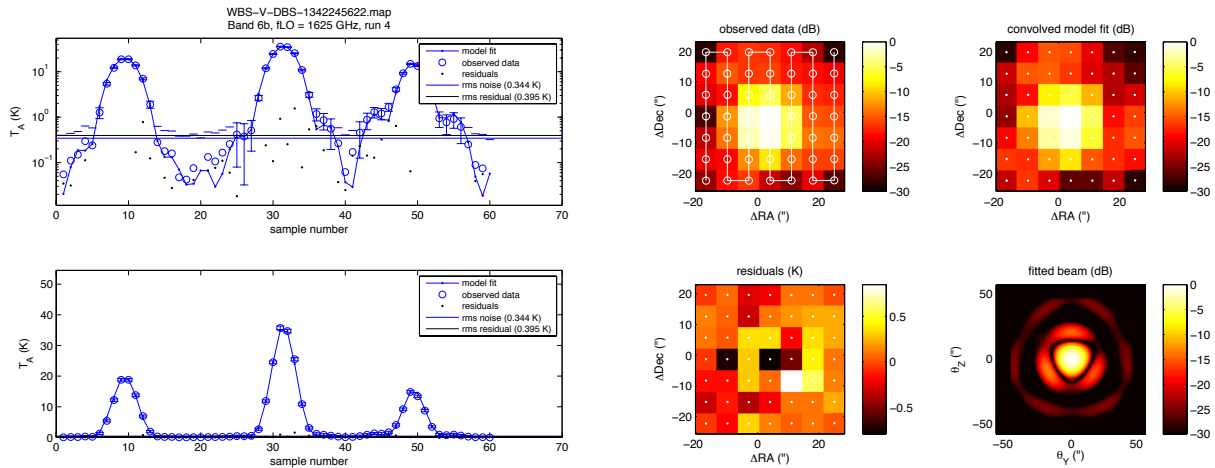 WBS-V-DBS-1342245622.map
Band 6b, fLO = 1625 GHz, run 4
model fit
observed data
residuals
rms noise (0.344 K)
rms residual (0.395 K)
T_A (K)
10^1
10^0
10^-1
0 10 20 30 40 50 60 70
sample number
model fit
observed data
residuals
rms noise (0.344 K)
rms residual (0.395 K)
T_A (K)
50
40
30
20
10
0
0 10 20 30 40 50 60 70
sample number
observed data (dB)
ΔDec (")
20
10
0
−10
−20
−20 0 20
ΔRA (")
0
−5
−10
−15
−20
−25
−30
convolved model fit (dB)
ΔDec (")
20
10
0
−10
−20
−20 0 20
ΔRA (")
0
−5
−10
−15
−20
−25
−30
residuals (K)
ΔDec (")
20
10
0
−10
−20
−20 0 20
ΔRA (")
0.5
0
−0.5
fitted beam (dB)
θ_Z (")
50
0
−50
−50 0 50
θ_Y (")
0
−5
−10
−15
−20
−25
−30